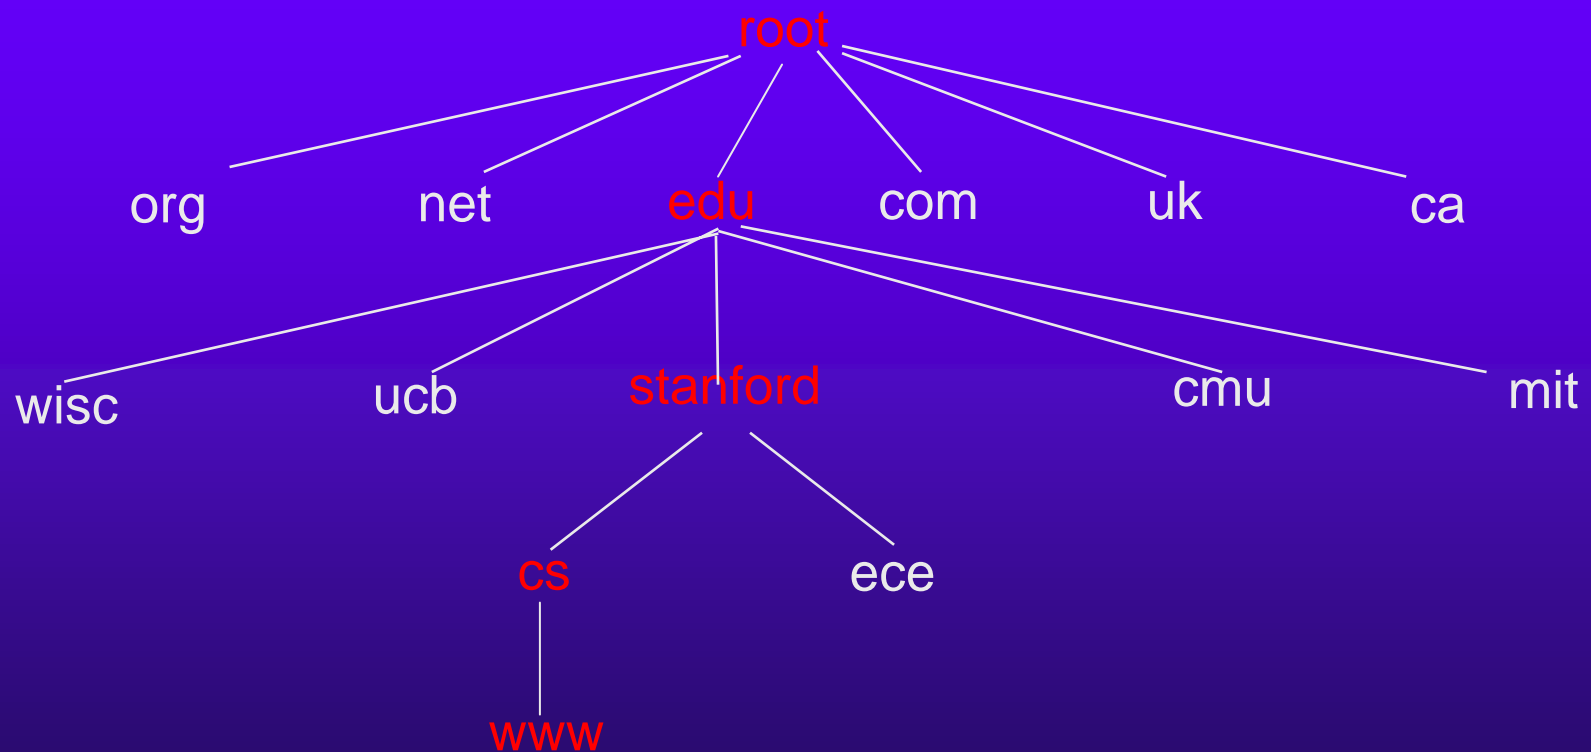 root
org net edu com uk ca
wisc ucb stanford cmu mit
cs ece
www